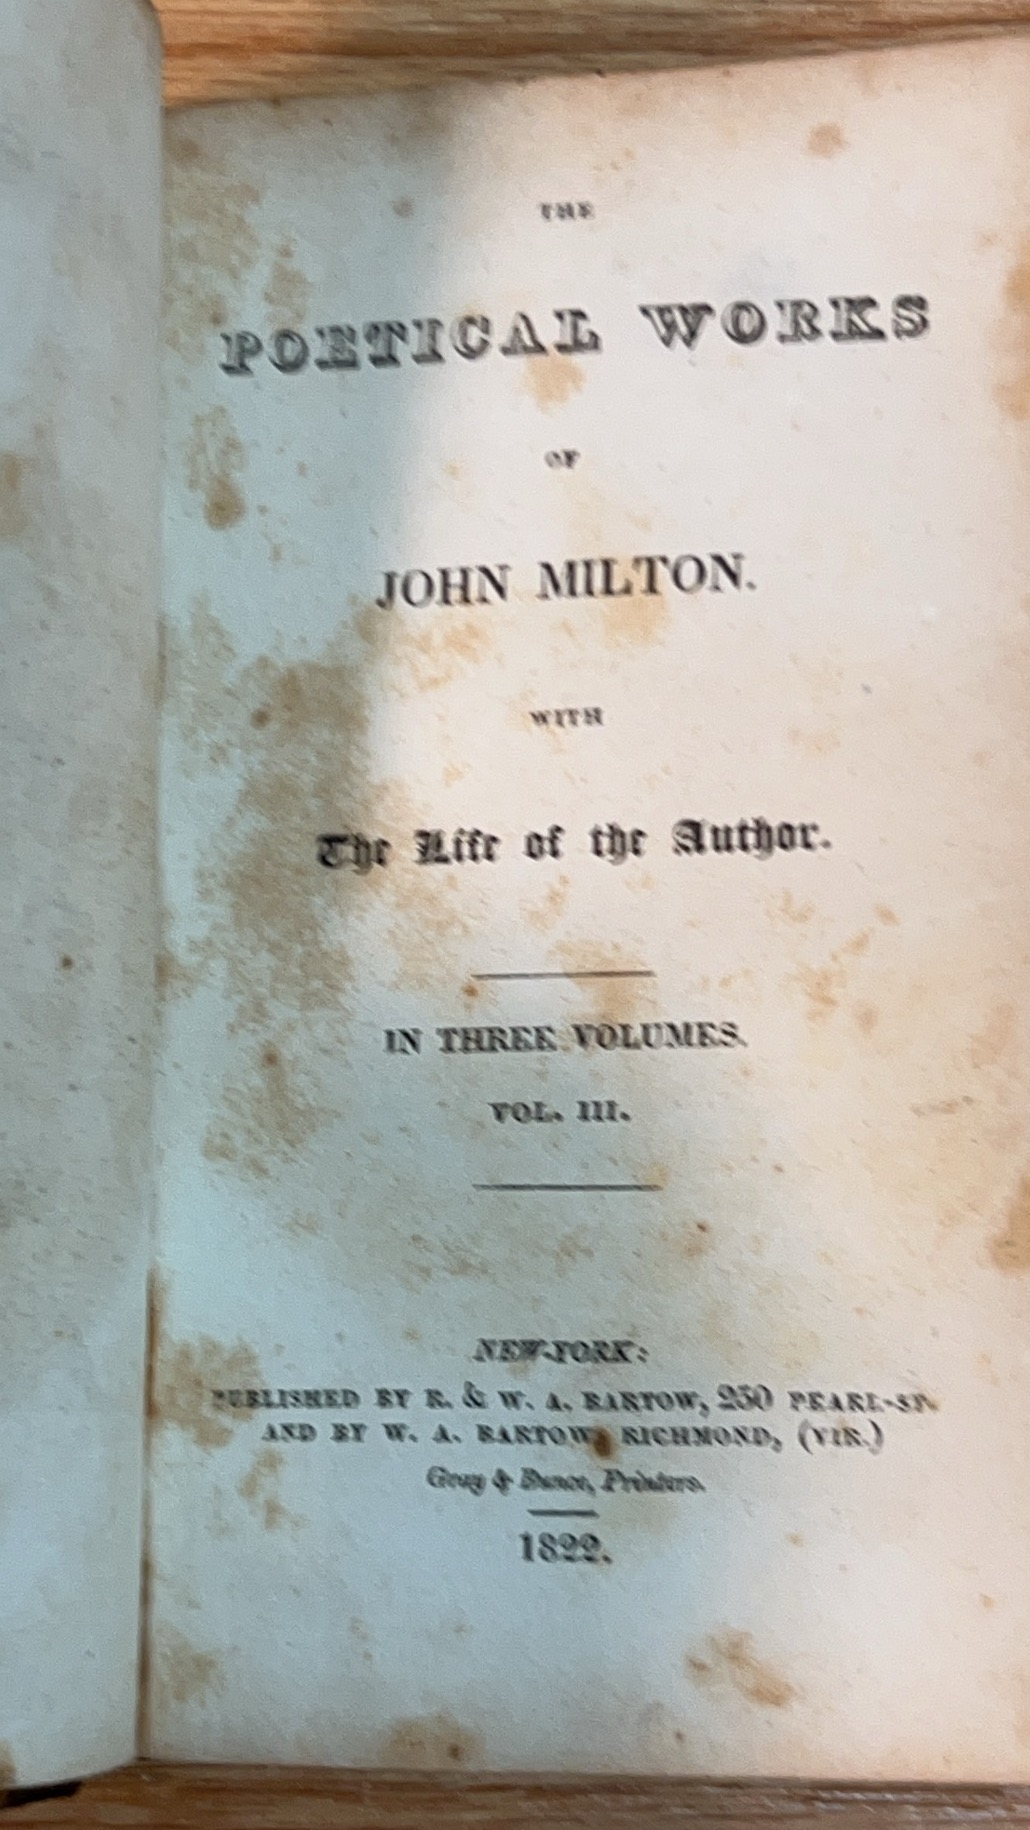 THE
POETICAL WORKS
OF
JOHN MILTON.
WITH
The Life of the Author.
IN THREE VOLUMES.
VOL. III.
NEW-YORK:
PUBLISHED BY R. & W. A. BARTOW, 250 PEARL-ST.
AND BY W. A. BARTOW, RICHMOND, (VIR.)
Gray & Bunce, Printers.
1822.